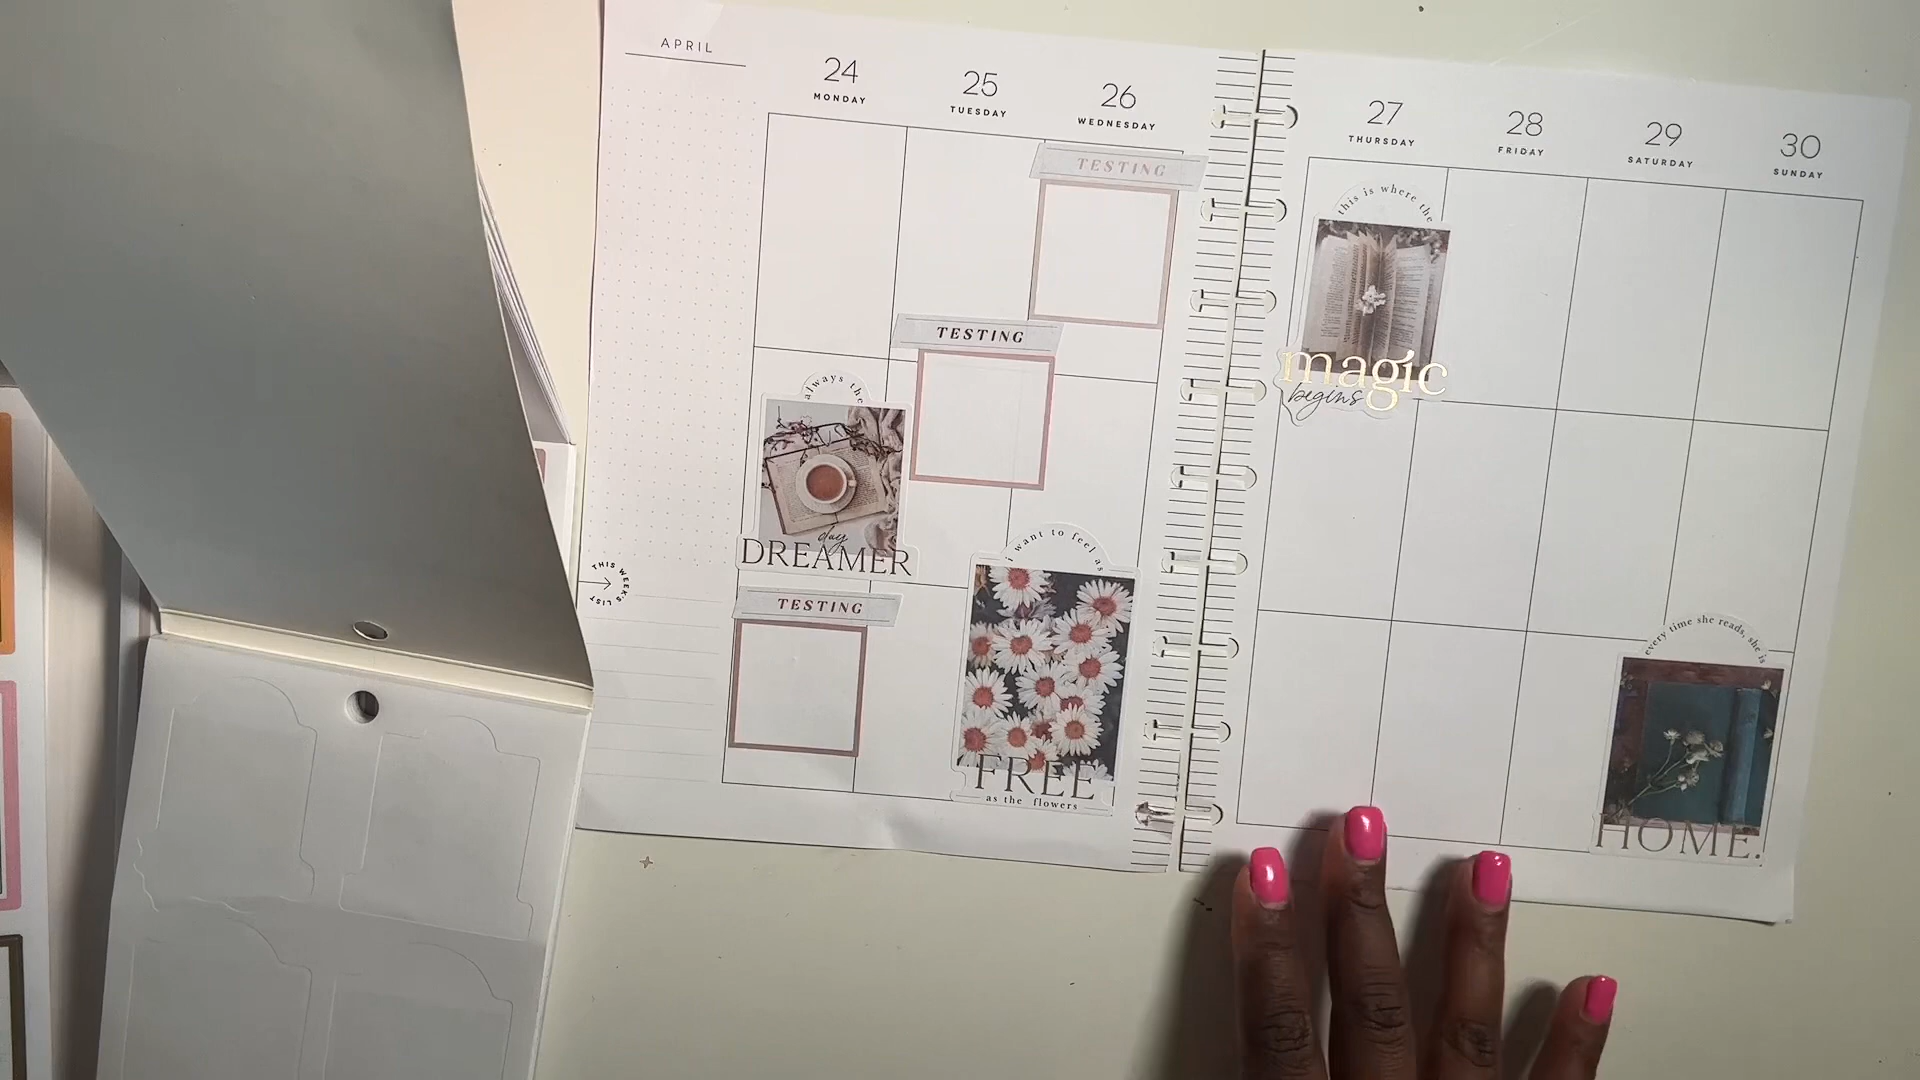 APRIL
24
MONDAY
25
TUESDAY
26
WEDNESDAY
27
THURSDAY
28
FRIDAY
29
SATURDAY
30
SUNDAY
TESTING
TESTING
always the
day
DREAMER
TESTING
i want to feel as
FREE
as the flowers
THIS WEEK'S LIST
this is where the
magic
begins
every time she reads, she is
HOME.